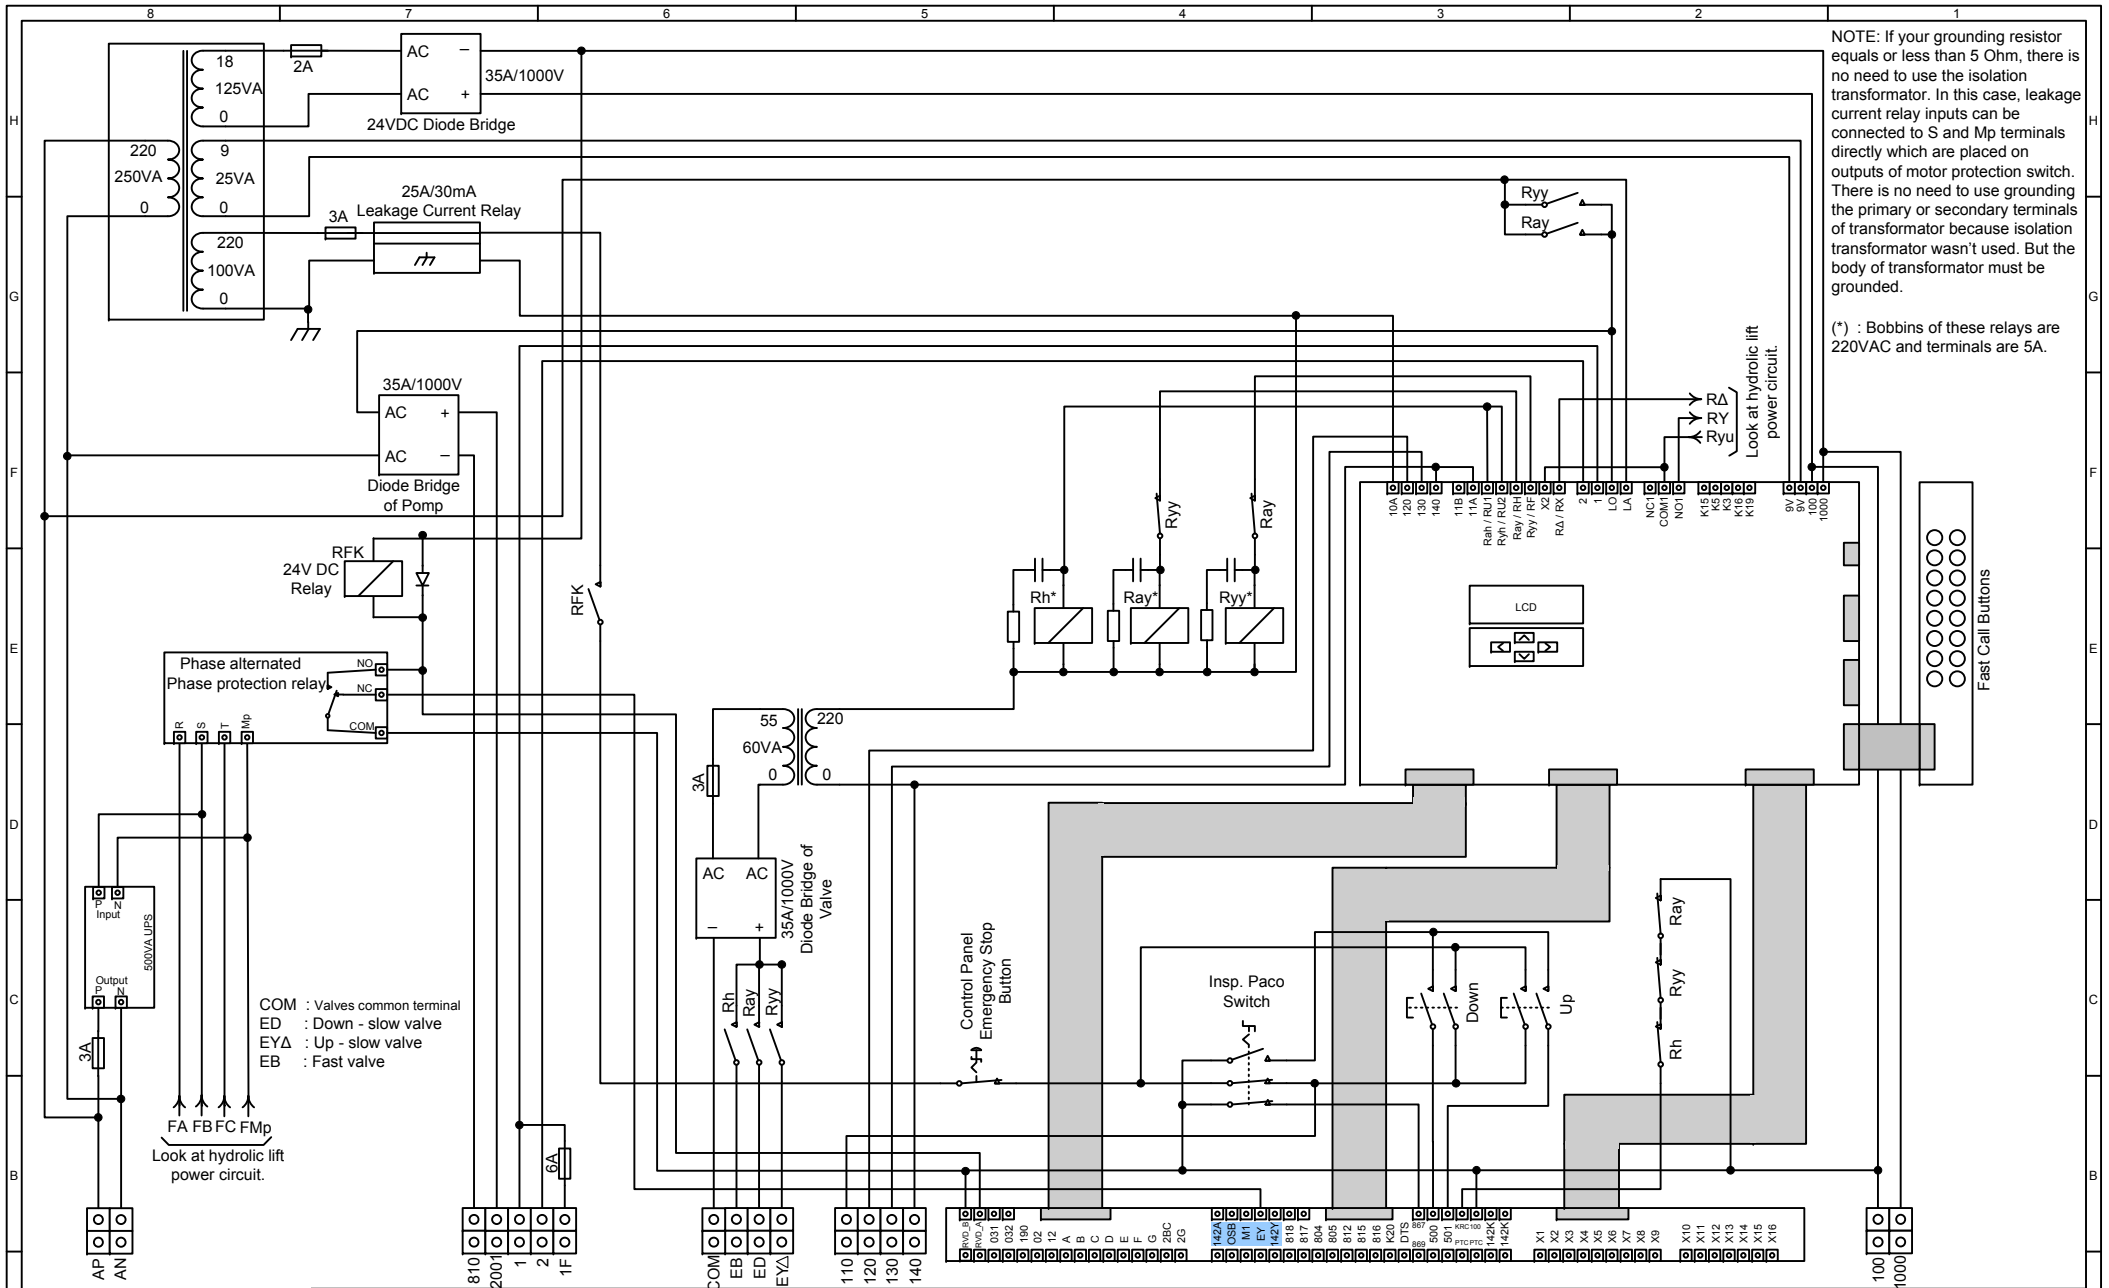 8 7 6 5 4 3 2 1
H
G
F
E
D
C
B
H
G
F
E
D
C
B
18
125VA
0
220
250VA
0
9
25VA
0
220
100VA
0
2A
AC −
AC +
35A/1000V
24VDC Diode Bridge
25A/30mA
Leakage Current Relay
3A
35A/1000V
AC +
AC −
Diode Bridge
of Pomp
RFK
24V DC
Relay
RFK
Phase alternated
Phase protection relay
NO
NC
COM
R S T Mp
P N
Input
500VA UPS
Output
P N
3A
COM : Valves common terminal
ED : Down - slow valve
EYΔ : Up - slow valve
EB : Fast valve
FA FB FC FMp
Look at hydrolic lift
power circuit.
AP AN
6A
810 2001 1 2 1F
55
60VA
0
220
0
3A
AC AC
− +
35A/1000V
Diode Bridge of
Valve
Rh
Ray
Ryy
COM EB ED EYΔ
110 120 130 140
Rh*
Ray*
Ryy*
Ryy
Ray
Ryy
Ray
NOTE: If your grounding resistor
equals or less than 5 Ohm, there is
no need to use the isolation
transformator. In this case, leakage
current relay inputs can be
connected to S and Mp terminals
directly which are placed on
outputs of motor protection switch.
There is no need to use grounding
the primary or secondary terminals
of transformator because isolation
transformator wasn't used. But the
body of transformator must be
grounded.
(*) : Bobbins of these relays are
220VAC and terminals are 5A.
RΔ
RY
Ryu
Look at hydrolic lift
power circuit.
10A 120 130 140 11B 11A Rah / RU1 Ryh / RU2 Ray / RH Ryy / RF X2 RΔ / RX 2 1 LO LA NC1 COM1 NO1 K15 K5 K3 K16 K19 9V 9V 100 1000
LCD
Fast Call Buttons
Control Panel
Emergency Stop
Button
Insp. Paco
Switch
Down
Up
Ray
Ryy
Rh
RVD_B RVD_A 031 032 190 02 12 A B C D E F G 2BC 2G 142A OSB M1 EY 142Y 818 817 804 805 812 815 816 K20 DTS 867 869 500 501 KRC 100 PTC PTC 142K 142K X1 X2 X3 X4 X5 X6 X7 X8 X9 X10 X11 X12 X13 X14 X15 X16
100 1000